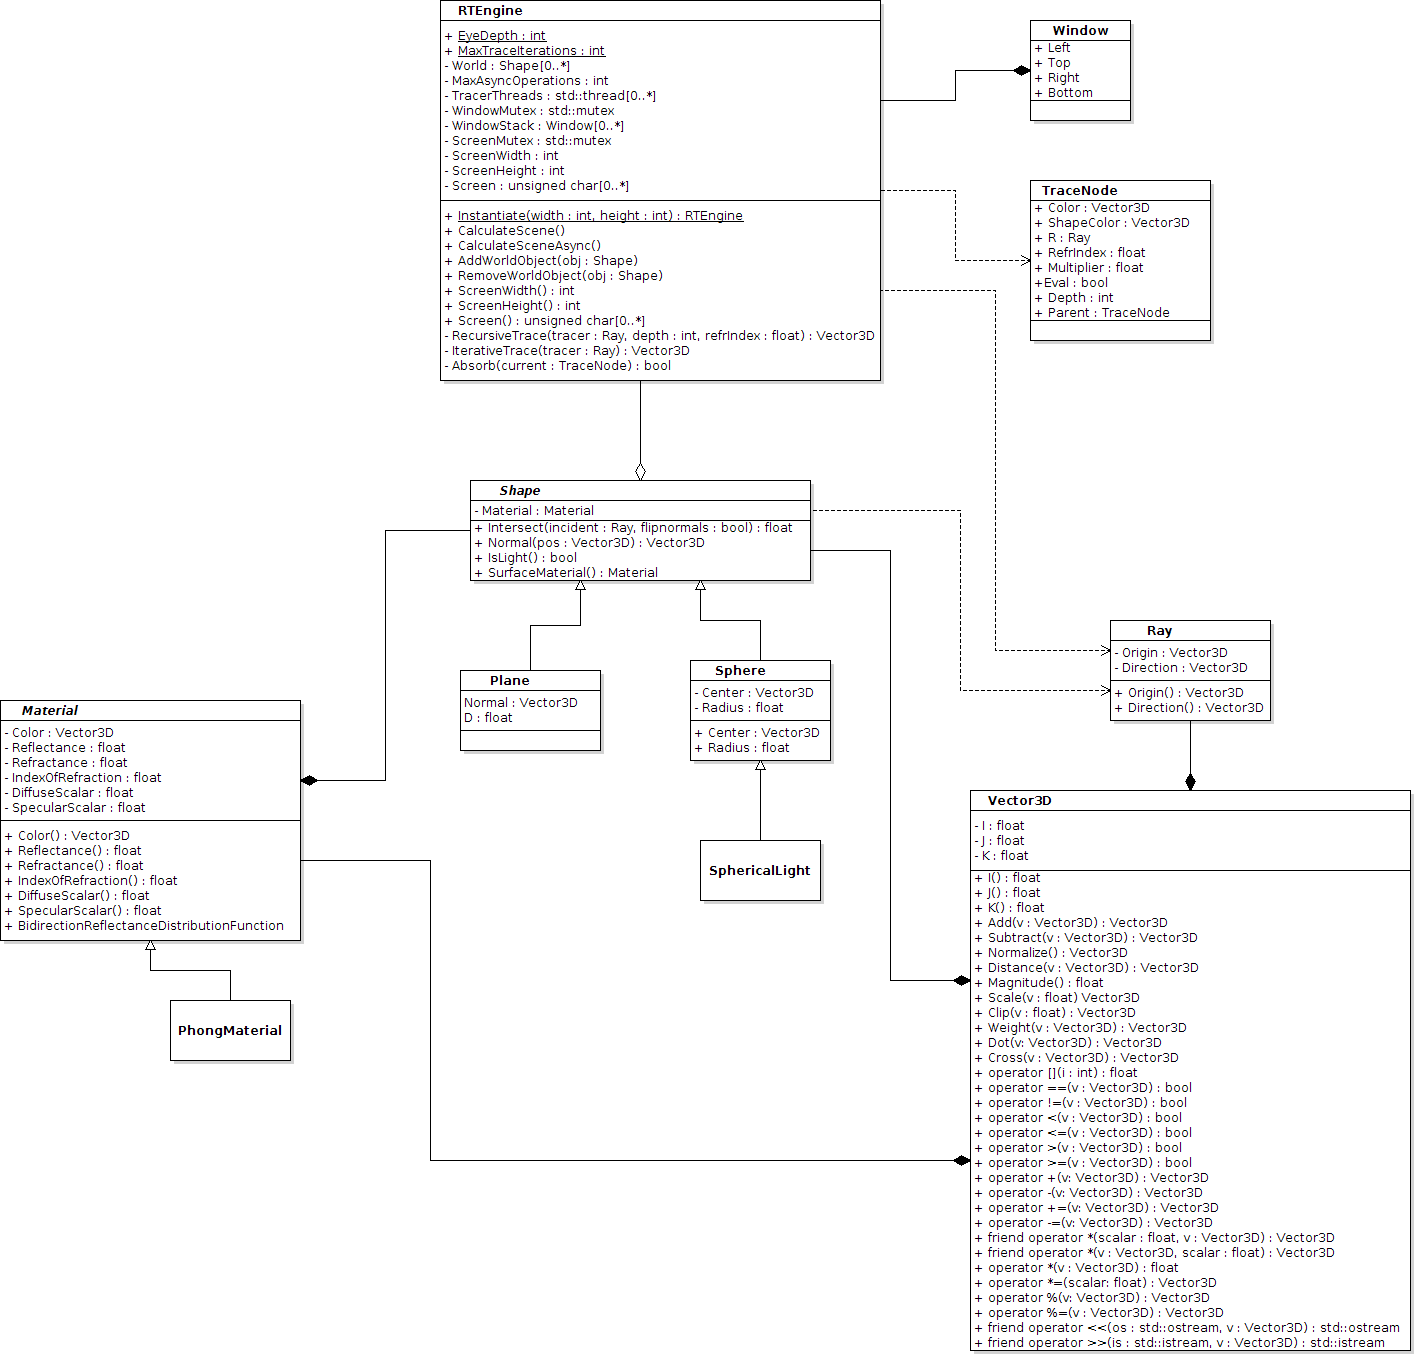 RTEngine
+ EyeDepth : int
+ MaxTraceIterations : int
- World : Shape[0..*]
- MaxAsyncOperations : int
- TracerThreads : std::thread[0..*]
- WindowMutex : std::mutex
- WindowStack : Window[0..*]
- ScreenMutex : std::mutex
- ScreenWidth : int
- ScreenHeight : int
- Screen : unsigned char[0..*]
+ Instantiate(width : int, height : int) : RTEngine
+ CalculateScene()
+ CalculateSceneAsync()
+ AddWorldObject(obj : Shape)
+ RemoveWorldObject(obj : Shape)
+ ScreenWidth() : int
+ ScreenHeight() : int
+ Screen() : unsigned char[0..*]
- RecursiveTrace(tracer : Ray, depth : int, refrIndex : float) : Vector3D
- IterativeTrace(tracer : Ray) : Vector3D
- Absorb(current : TraceNode) : bool
Window
+ Left
+ Top
+ Right
+ Bottom
TraceNode
+ Color : Vector3D
+ ShapeColor : Vector3D
+ R : Ray
+ RefrIndex : float
+ Multiplier : float
+Eval : bool
+ Depth : int
+ Parent : TraceNode
Shape
- Material : Material
+ Intersect(incident : Ray, flipnormals : bool) : float
+ Normal(pos : Vector3D) : Vector3D
+ IsLight() : bool
+ SurfaceMaterial() : Material
Ray
- Origin : Vector3D
- Direction : Vector3D
+ Origin() : Vector3D
+ Direction() : Vector3D
Plane
Normal : Vector3D
D : float
Sphere
- Center : Vector3D
- Radius : float
+ Center : Vector3D
+ Radius : float
SphericalLight
Material
- Color : Vector3D
- Reflectance : float
- Refractance : float
- IndexOfRefraction : float
- DiffuseScalar : float
- SpecularScalar : float
+ Color() : Vector3D
+ Reflectance() : float
+ Refractance() : float
+ IndexOfRefraction() : float
+ DiffuseScalar() : float
+ SpecularScalar() : float
+ BidirectionReflectanceDistributionFunction
PhongMaterial
Vector3D
- I : float
- J : float
- K : float
+ I() : float
+ J() : float
+ K() : float
+ Add(v : Vector3D) : Vector3D
+ Subtract(v : Vector3D) : Vector3D
+ Normalize() : Vector3D
+ Distance(v : Vector3D) : Vector3D
+ Magnitude() : float
+ Scale(v : float) Vector3D
+ Clip(v : float) : Vector3D
+ Weight(v : Vector3D) : Vector3D
+ Dot(v: Vector3D) : Vector3D
+ Cross(v : Vector3D) : Vector3D
+ operator [](i : int) : float
+ operator ==(v : Vector3D) : bool
+ operator !=(v : Vector3D) : bool
+ operator <(v : Vector3D) : bool
+ operator <=(v : Vector3D) : bool
+ operator >(v : Vector3D) : bool
+ operator >=(v : Vector3D) : bool
+ operator +(v: Vector3D) : Vector3D
+ operator -(v: Vector3D) : Vector3D
+ operator +=(v: Vector3D) : Vector3D
+ operator -=(v: Vector3D) : Vector3D
+ friend operator *(scalar : float, v : Vector3D) : Vector3D
+ friend operator *(v : Vector3D, scalar : float) : Vector3D
+ operator *(v : Vector3D) : float
+ operator *=(scalar: float) : Vector3D
+ operator %(v: Vector3D) : Vector3D
+ operator %=(v : Vector3D) : Vector3D
+ friend operator <<(os : std::ostream, v : Vector3D) : std::ostream
+ friend operator >>(is : std::istream, v : Vector3D) : std::istream